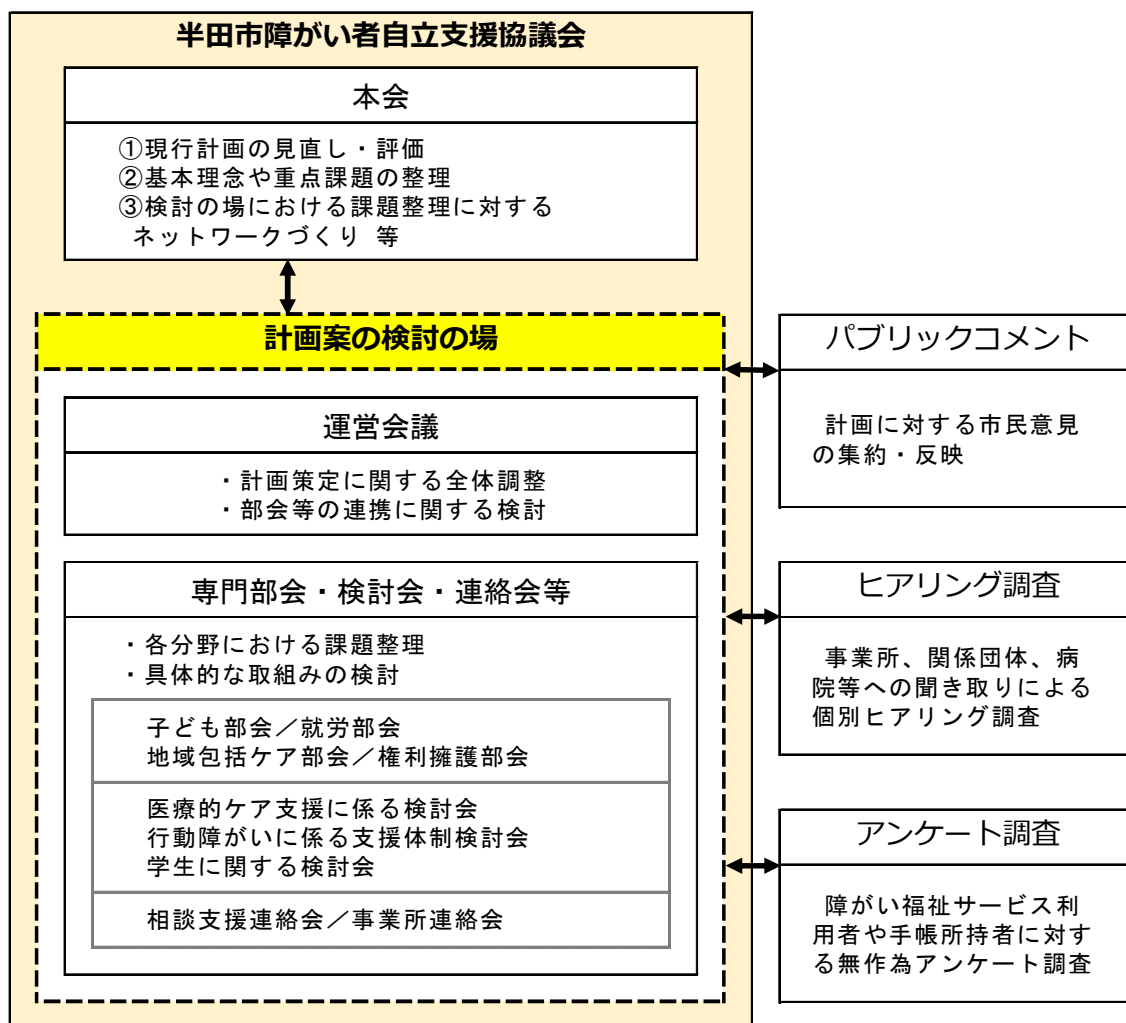 半田市障がい者自立支援協議会
本会
①現行計画の見直し・評価
②基本理念や重点課題の整理
③検討の場における課題整理に対する
ネットワークづくり 等
計画案の検討の場
運営会議
・計画策定に関する全体調整
・部会等の連携に関する検討
専門部会・検討会・連絡会等
・各分野における課題整理
・具体的な取組みの検討
子ども部会／就労部会
地域包括ケア部会／権利擁護部会
医療的ケア支援に係る検討会
行動障がいに係る支援体制検討会
学生に関する検討会
相談支援連絡会／事業所連絡会
パブリックコメント
計画に対する市民意見
の集約・反映
ヒアリング調査
事業所、関係団体、病
院等への聞き取りによる
個別ヒアリング調査
アンケート調査
障がい福祉サービス利
用者や手帳所持者に対す
る無作為アンケート調査